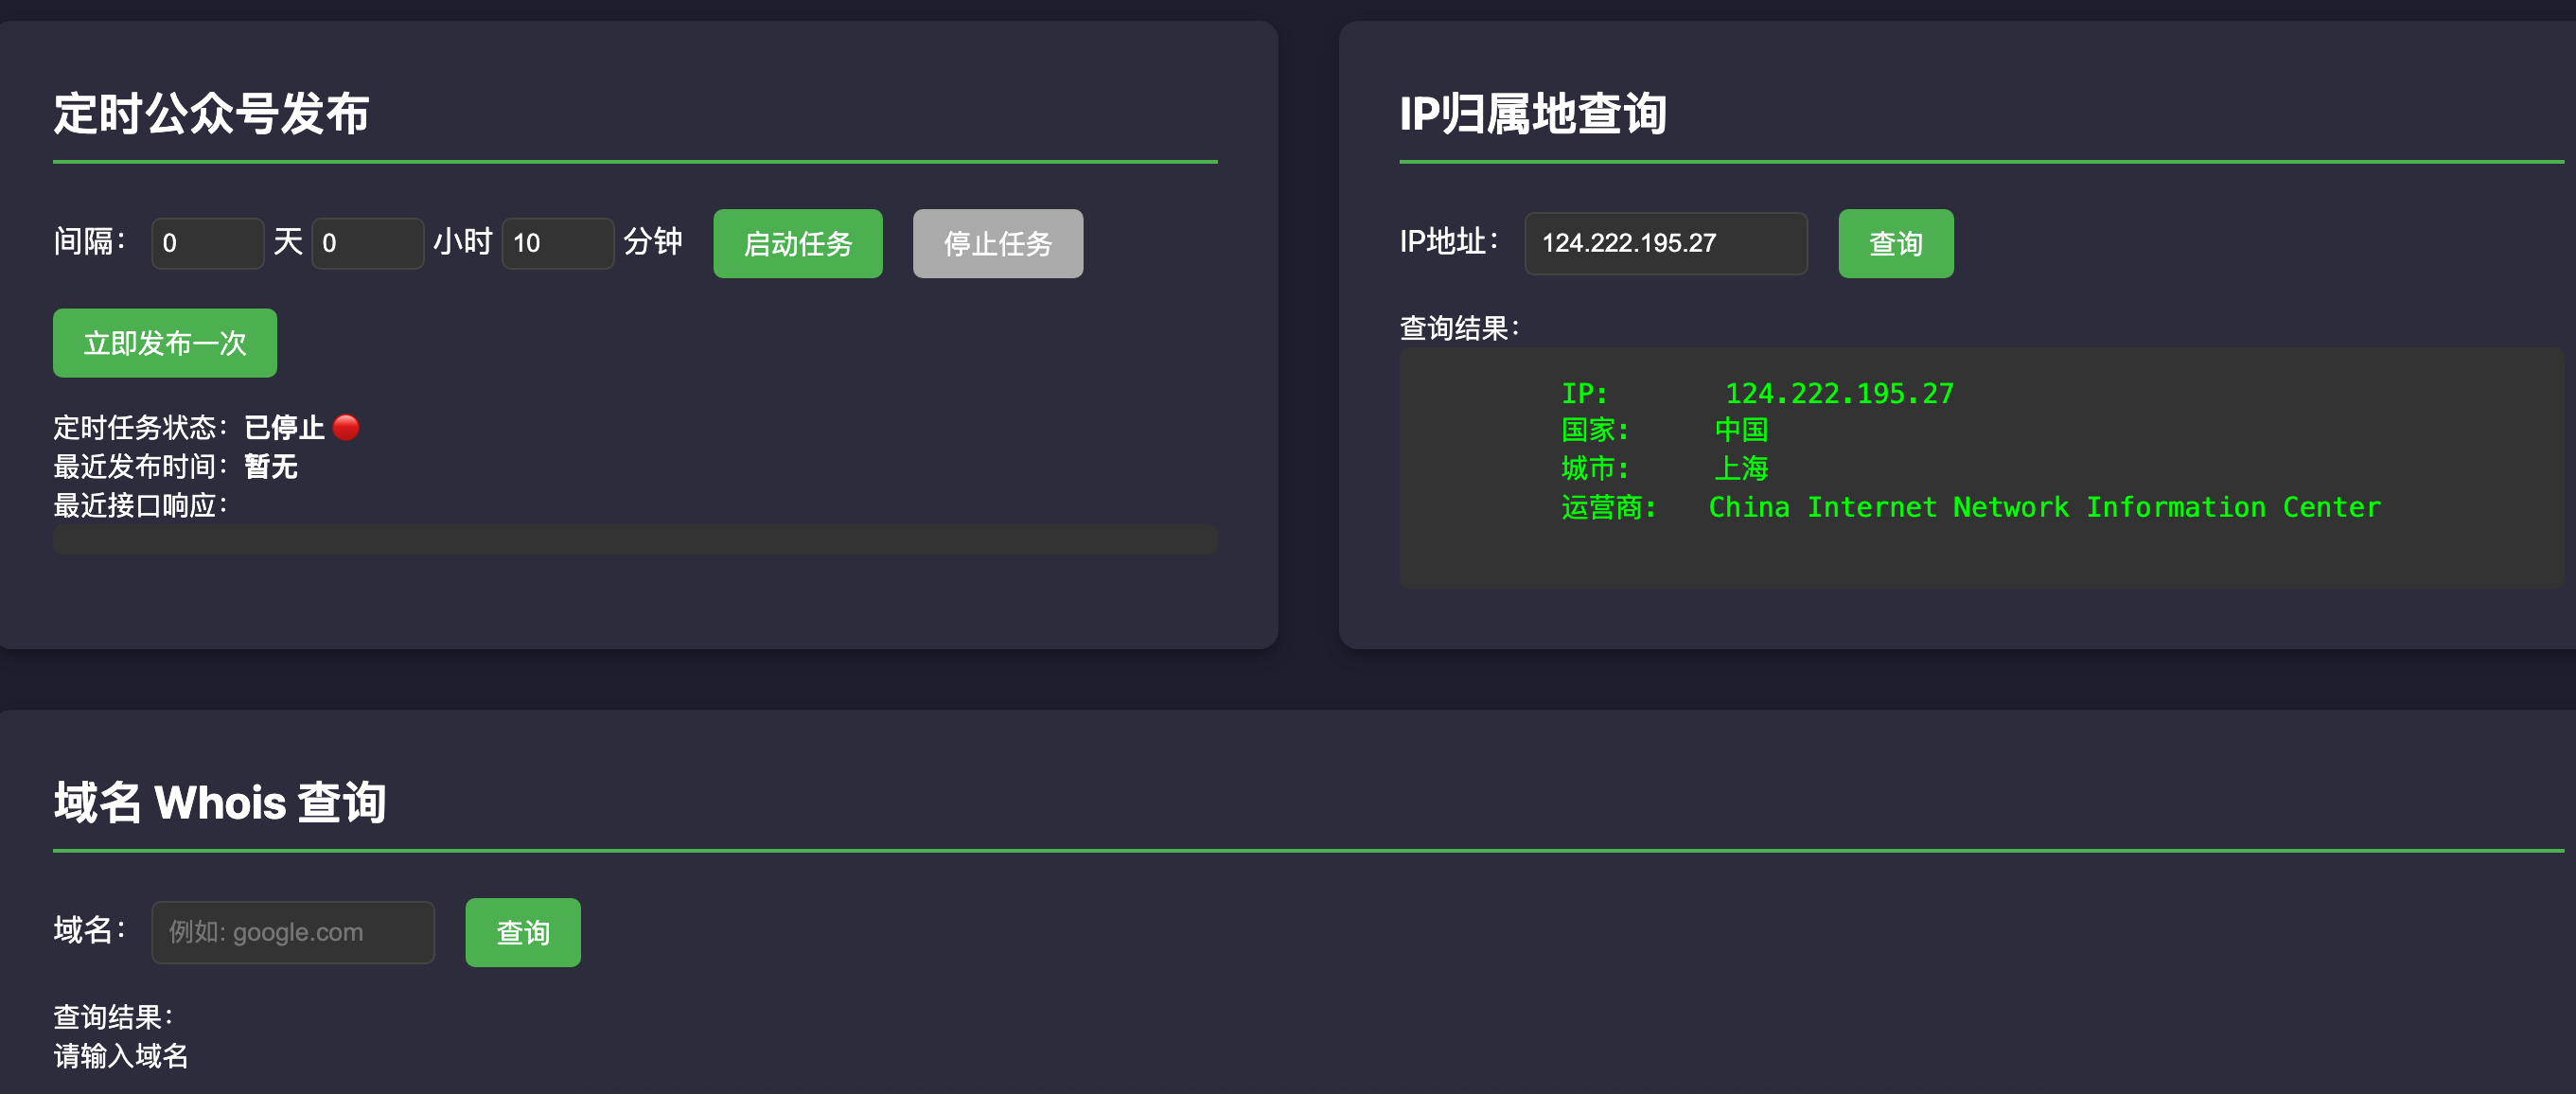 定时公众号发布
间隔： 0 天 0 小时 10 分钟 启动任务 停止任务
立即发布一次
定时任务状态：已停止
最近发布时间：暂无
最近接口响应：
IP归属地查询
IP地址： 124.222.195.27 查询
查询结果：
IP: 124.222.195.27
国家: 中国
城市: 上海
运营商: China Internet Network Information Center
域名 Whois 查询
域名： 例如: google.com 查询
查询结果：
请输入域名